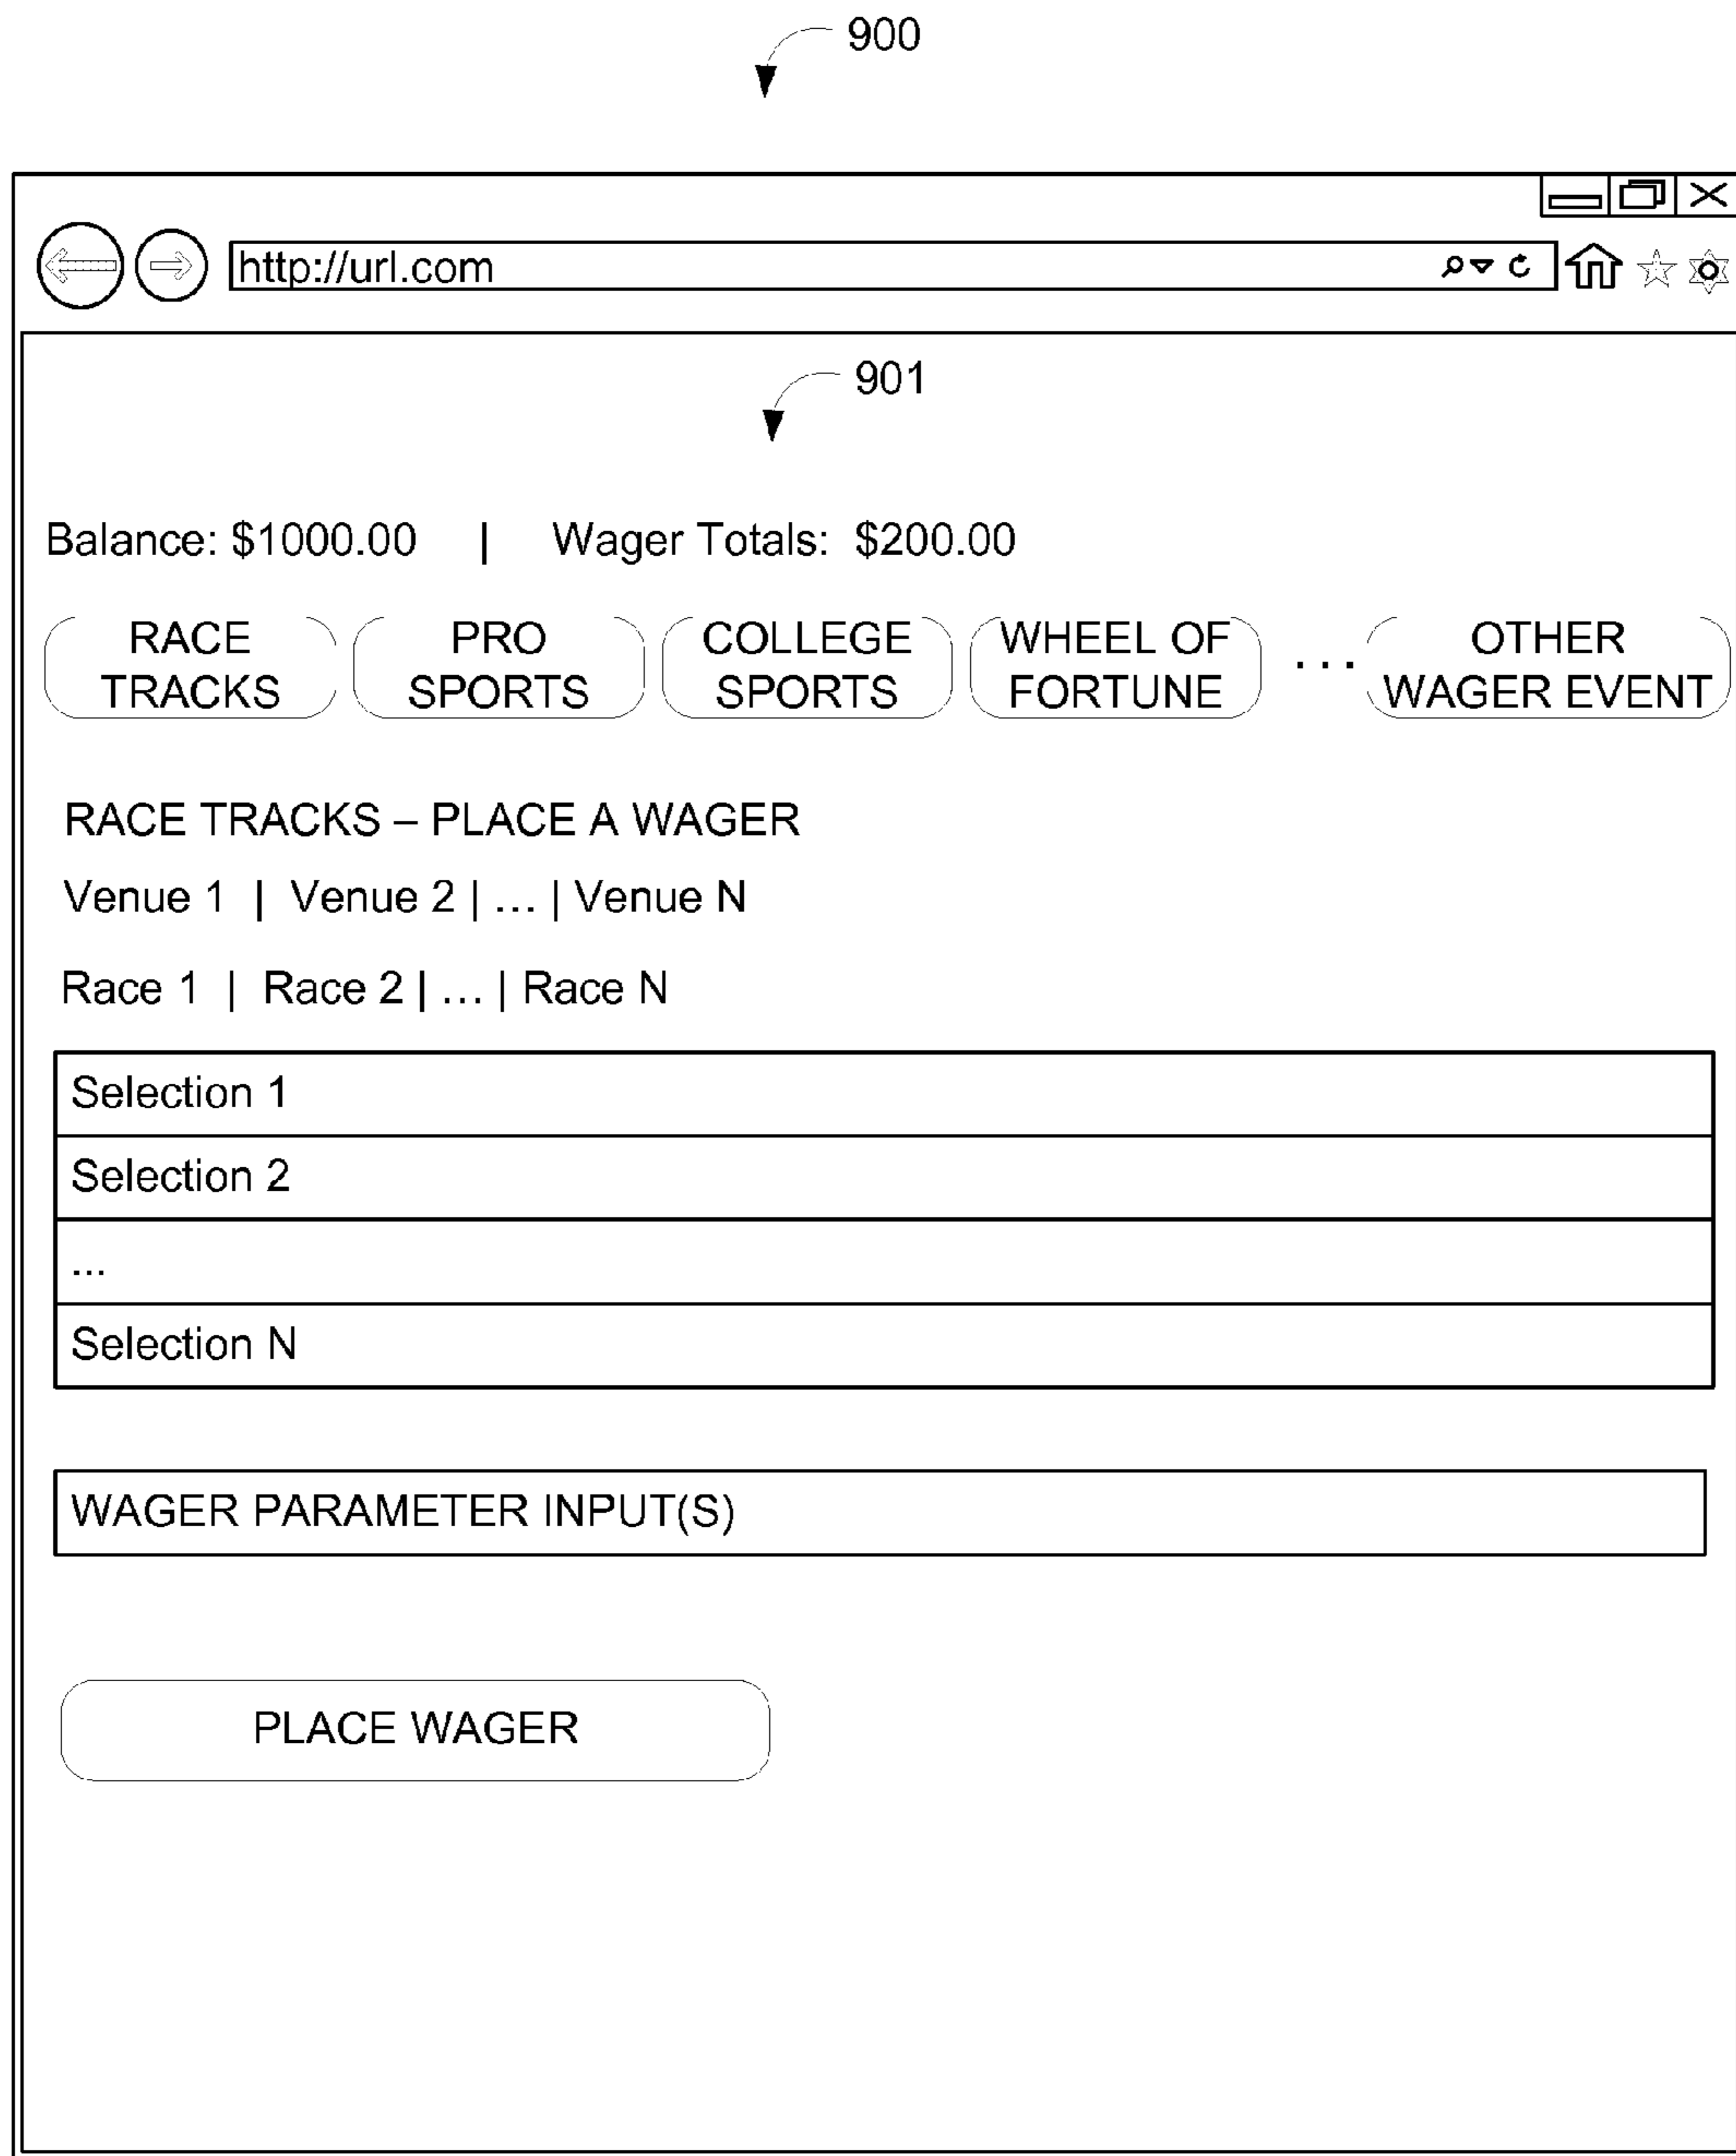 900
http://url.com
901
Balance: $1000.00 | Wager Totals: $200.00
RACE TRACKS
PRO SPORTS
COLLEGE SPORTS
WHEEL OF FORTUNE
...
OTHER WAGER EVENT
RACE TRACKS – PLACE A WAGER
Venue 1 | Venue 2 | ... | Venue N
Race 1 | Race 2 | ... | Race N
Selection 1
Selection 2
...
Selection N
WAGER PARAMETER INPUT(S)
PLACE WAGER